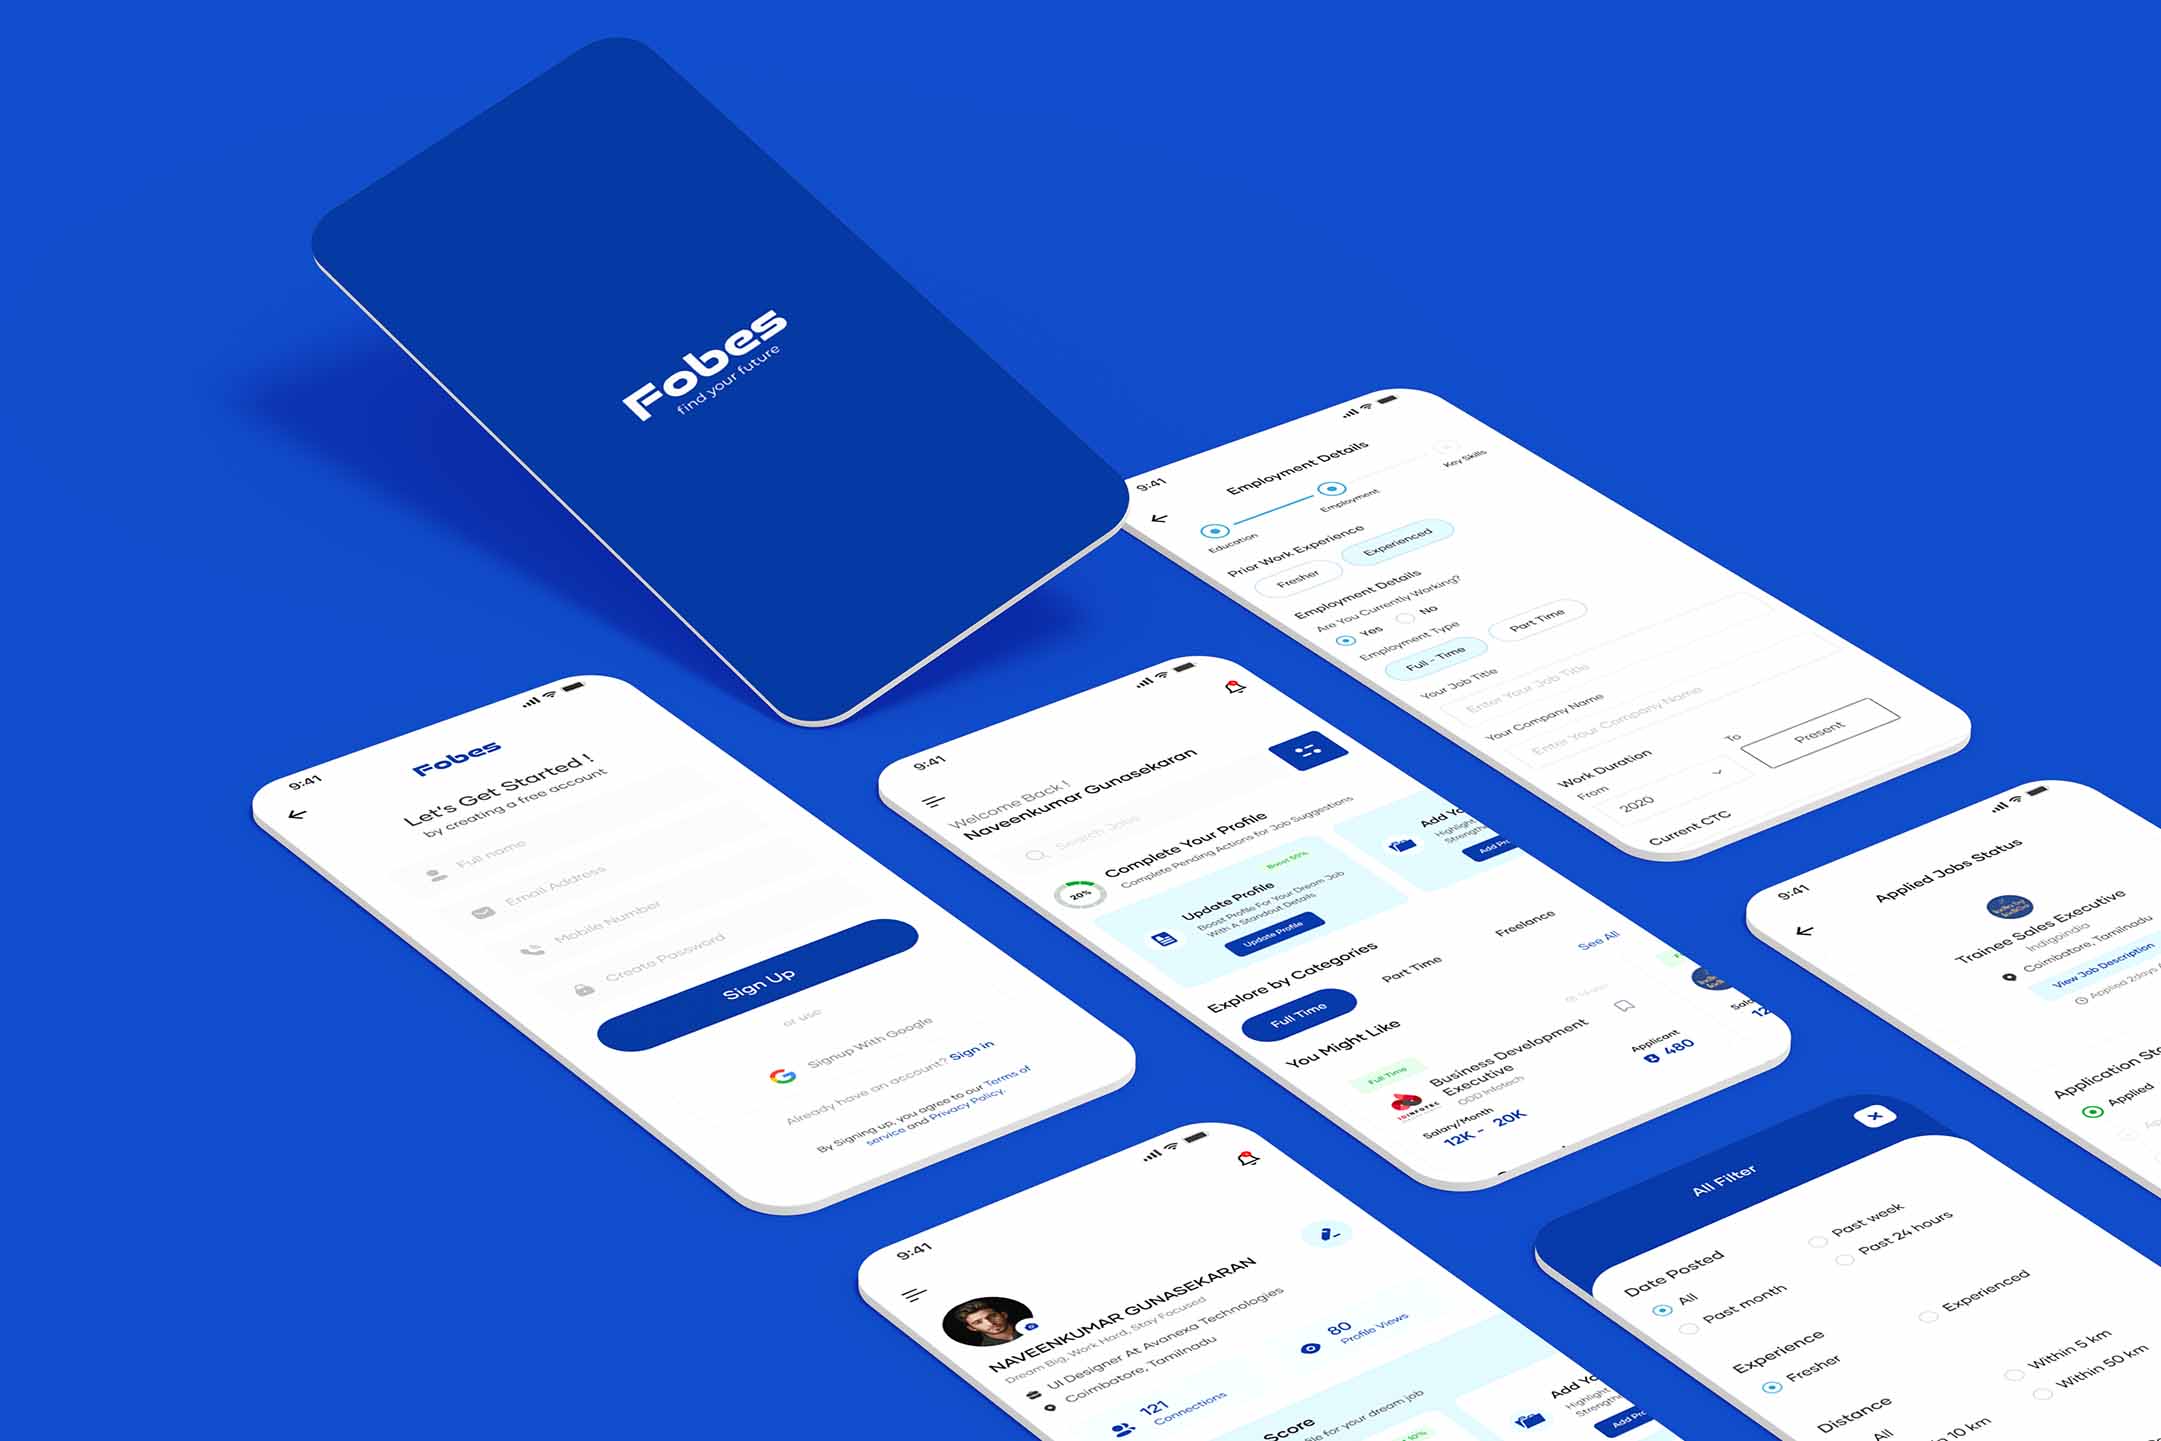 Fobes
find your future
9:41
Fobes
Let's Get Started !
by creating a free account
Full name
Email Address
Mobile Number
Create Password
Sign Up
or use
Signup With Google
Already have an account? Sign in
By Signing up, you agree to our Terms of
service and Privacy Policy.
9:41
Welcome Back !
Naveenkumar Gunasekaran
Search Jobs
20%
Complete Your Profile
Complete Pending Actions for Job Suggestions
Boost 50%
Update Profile
Boost Profile For Your Dream Job
With A Standout Details
Update Profile
Add Yo
Highlight
Strengthe
Add Pro
Explore by Categories
See All
Full Time
Part Time
Freelance
You Might Like
Full Time
Business Development
Executive
ODD Infotech
Salary/Month
12K - 20K
Applicant
480
Sala
12
9:41
Employment Details
Education
Employment
Key Skills
Prior Work Experience
Fresher
Experienced
Employment Details
Are You Currently Working?
Yes
No
Employment Type
Full - Time
Part Time
Your Job Title
Enter Your Job Title
Your Company Name
Enter Your Company Name
Work Duration
From
To
2020
Present
Current CTC
9:41
Applied Jobs Status
Trainee Sales Executive
Indigoindia
Coimbatore, Tamilnadu
View Job Description
Applied 2days
Application Sta
Applied
9:41
NAVEENKUMAR GUNASEKARAN
Dream Big, Work Hard, Stay Focused
UI Designer At Avanexa Technologies
Coimbatore, Tamilnadu
121
Connections
80
Profile Views
Score
file for your dream job
Add Yo
Highlight
Strengthe
Add Pro
All Filter
Date Posted
All
Past week
Past month
Past 24 hours
Experience
Fresher
Experienced
Distance
All
Within 5 km
10 km
Within 50 km